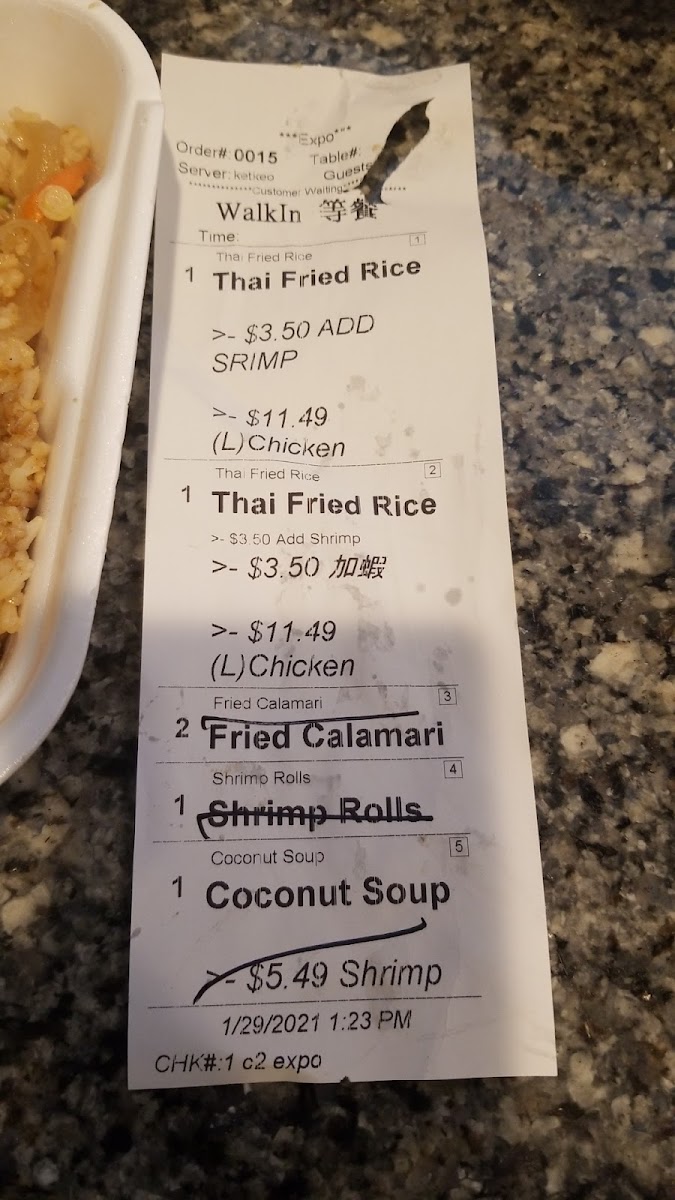 ***Expo***
Order#: 0015 Table#:
Server: ketkeo Guests
************Customer Waiting************
WalkIn 等餐
Time:
1
Thai Fried Rice
1 Thai Fried Rice
>- $3.50 ADD
SRIMP
>- $11.49
(L)Chicken
Thai Fried Rice 2
1 Thai Fried Rice
>- $3.50 Add Shrimp
>- $3.50 加蝦
>- $11.49
(L)Chicken
Fried Calamari 3
2 Fried Calamari
Shrimp Rolls 4
1 Shrimp Rolls
Coconut Soup 5
1 Coconut Soup
>- $5.49 Shrimp
1/29/2021 1:23 PM
CHK#:1 c2 expo